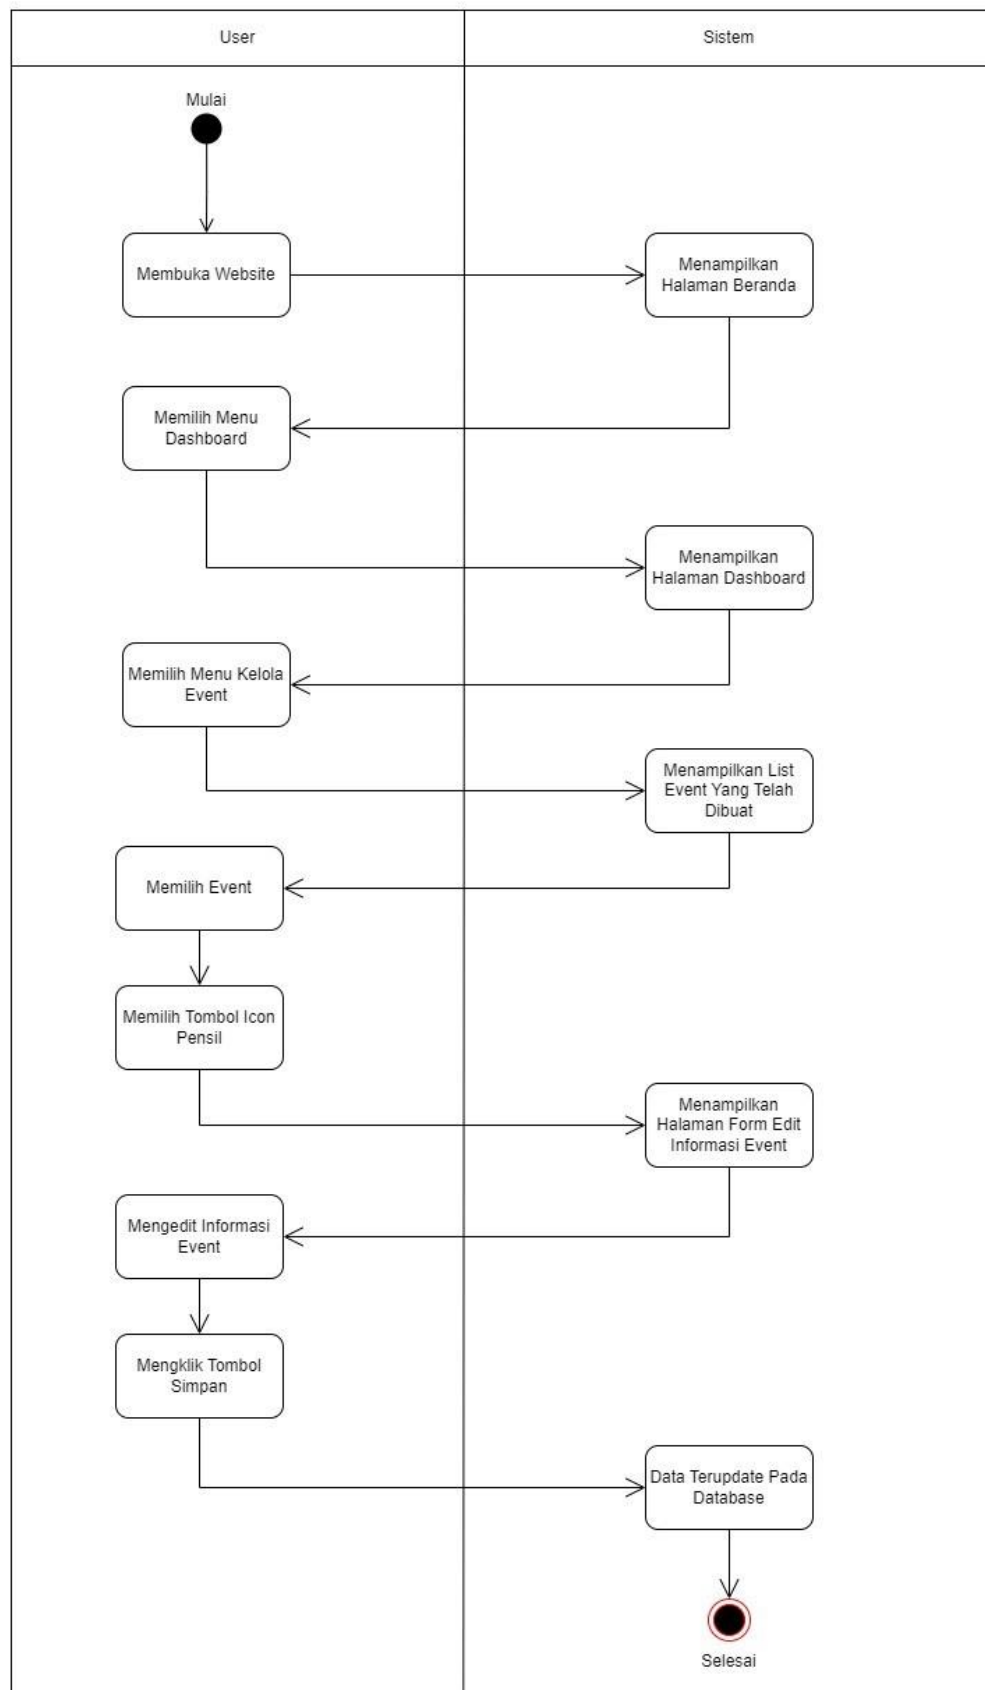 User
Sistem
Mulai
Membuka Website
Menampilkan
Halaman Beranda
Memilih Menu
Dashboard
Menampilkan
Halaman Dashboard
Memilih Menu Kelola
Event
Menampilkan List
Event Yang Telah
Dibuat
Memilih Event
Memilih Tombol Icon
Pensil
Menampilkan
Halaman Form Edit
Informasi Event
Mengedit Informasi
Event
Mengklik Tombol
Simpan
Data Terupdate Pada
Database
Selesai